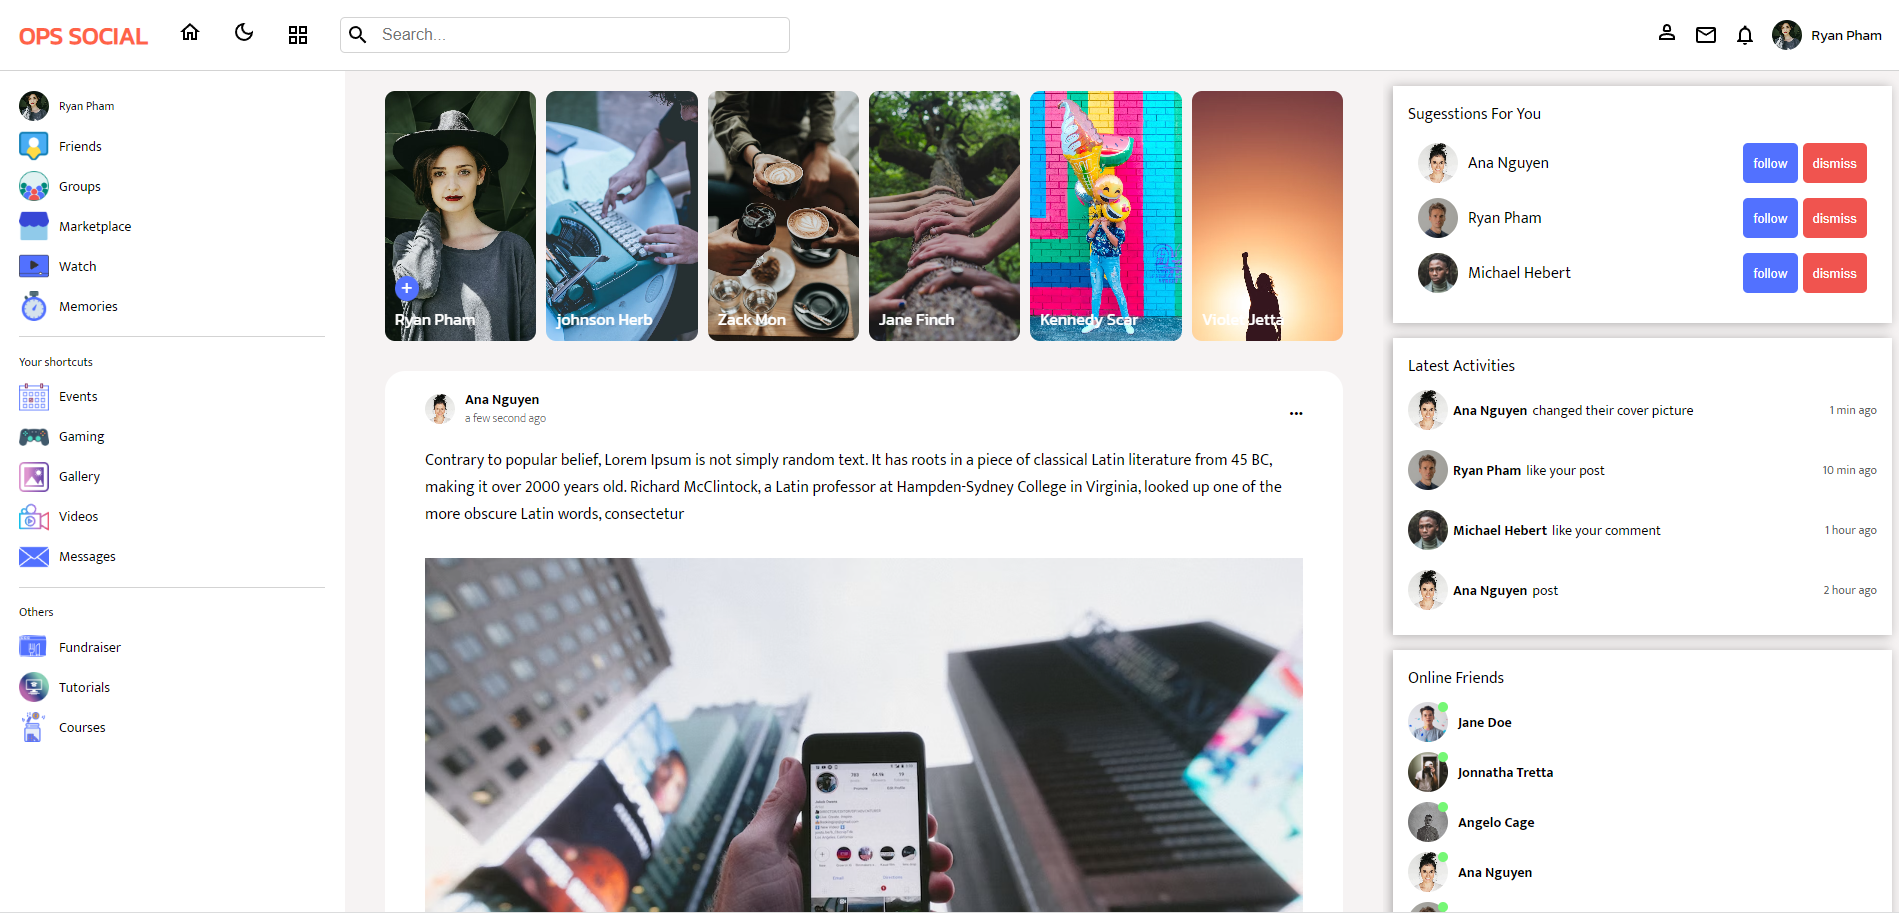 OPS SOCIAL
Search...
Ryan Pham
Ryan Pham
Friends
Groups
Marketplace
Watch
Memories
Your shortcuts
Events
Gaming
Gallery
Videos
Messages
Others
Fundraiser
Tutorials
Courses
Ryan Pham
johnson Herb
Zack Mon
Jane Finch
Kennedy Scar
Violet Jetta
Ana Nguyen
a few second ago
Contrary to popular belief, Lorem Ipsum is not simply random text. It has roots in a piece of classical Latin literature from 45 BC,
making it over 2000 years old. Richard McClintock, a Latin professor at Hampden-Sydney College in Virginia, looked up one of the
more obscure Latin words, consectetur
Sugesstions For You
Ana Nguyen follow dismiss
Ryan Pham follow dismiss
Michael Hebert follow dismiss
Latest Activities
Ana Nguyen changed their cover picture 1 min ago
Ryan Pham like your post 10 min ago
Michael Hebert like your comment 1 hour ago
Ana Nguyen post 2 hour ago
Online Friends
Jane Doe
Jonnatha Tretta
Angelo Cage
Ana Nguyen